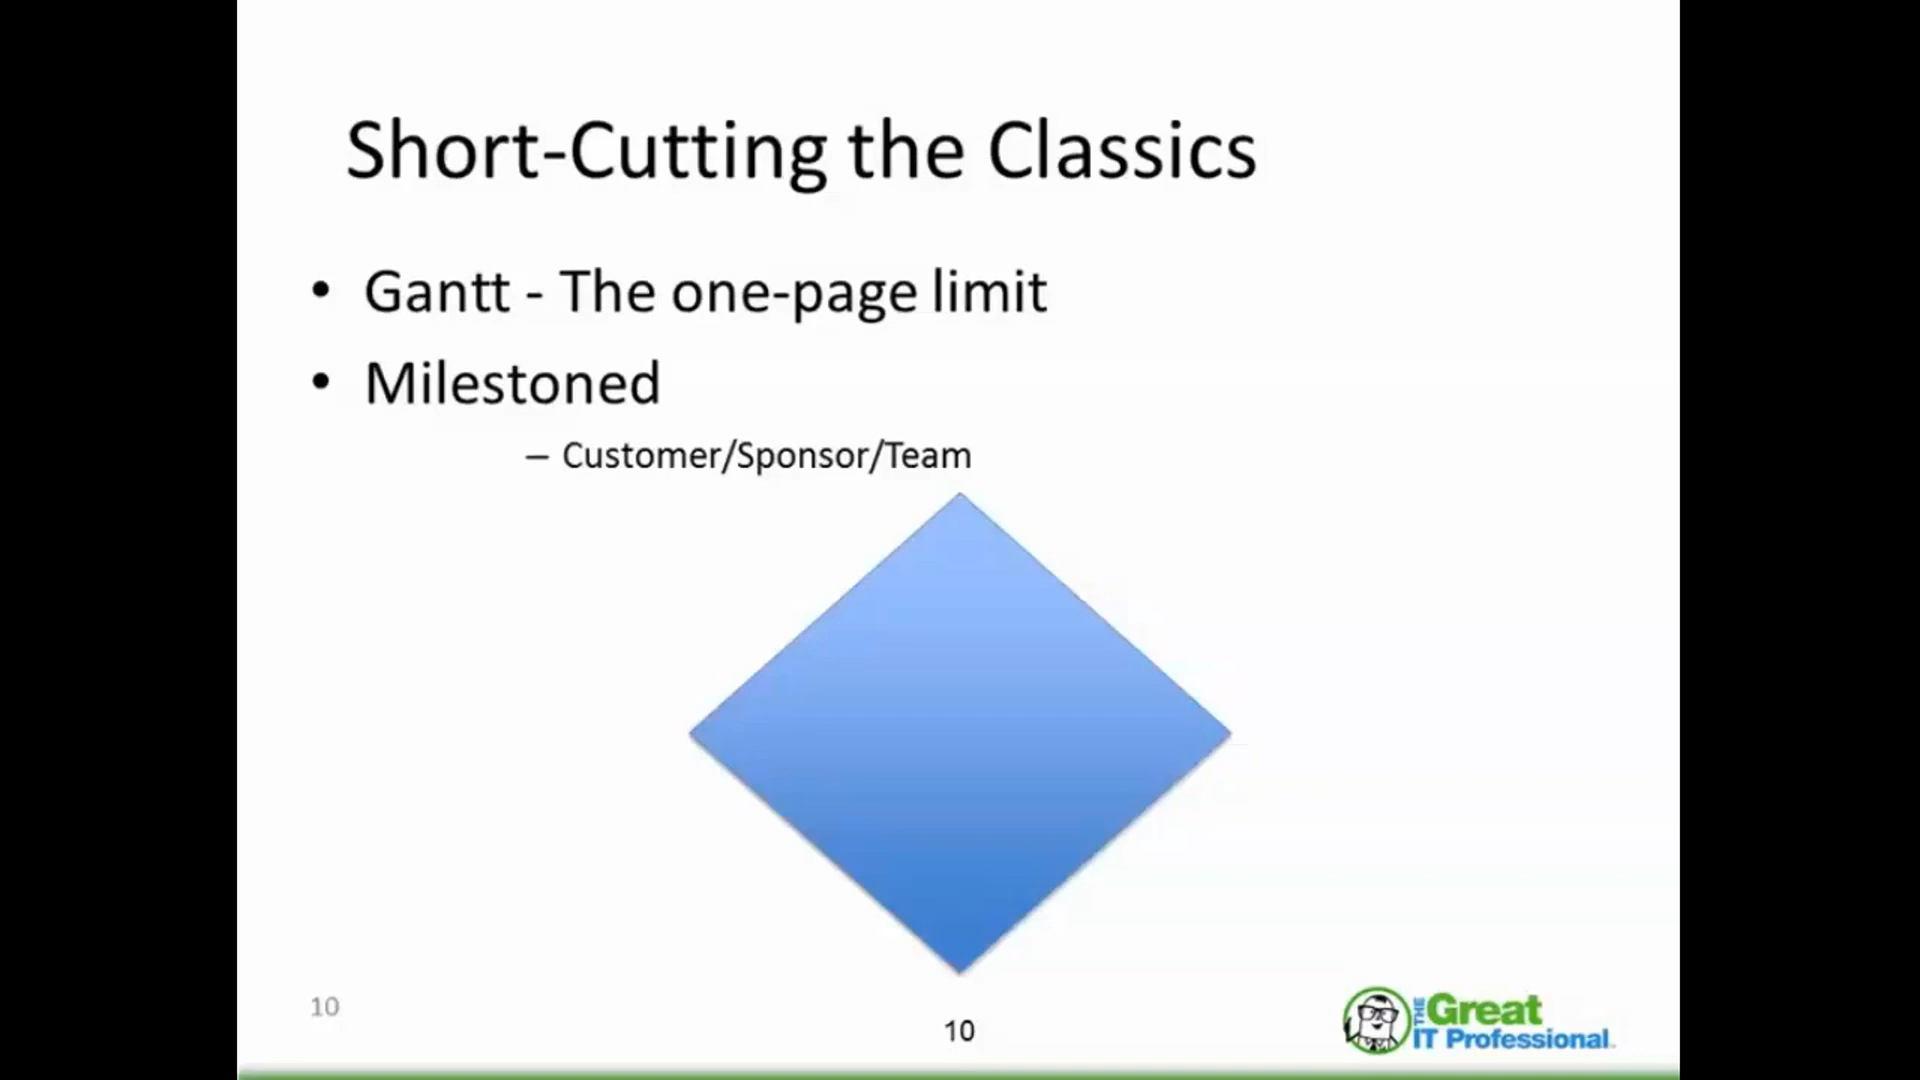 Short-Cutting the Classics
• Gantt - The one-page limit
• Milestoned
– Customer/Sponsor/Team
10
10
THE Great
IT Professional